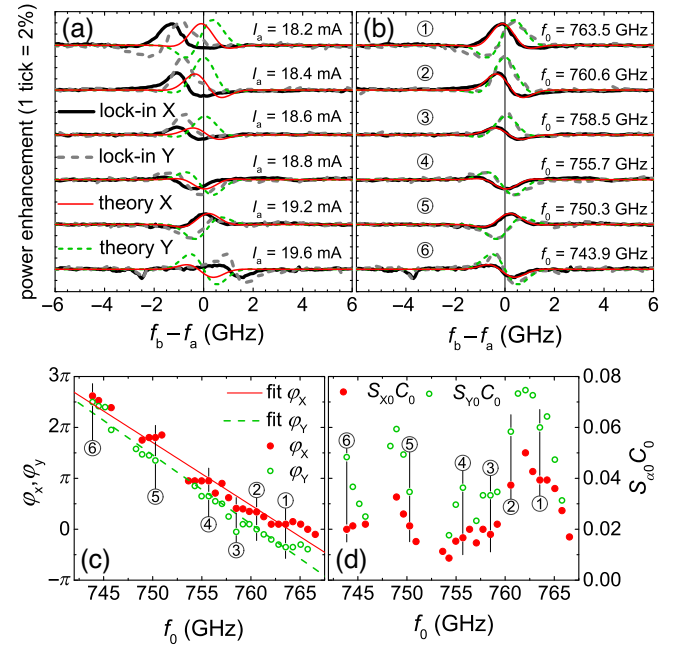 power enhancement (1 tick = 2%)
(a)
I_a = 18.2 mA
I_a = 18.4 mA
lock-in X
I_a = 18.6 mA
lock-in Y
I_a = 18.8 mA
theory X
I_a = 19.2 mA
theory Y
I_a = 19.6 mA
−6 −4 −2 0 2 4 6
f_b−f_a (GHz)
(b)
① f_0 = 763.5 GHz
② f_0 = 760.6 GHz
③ f_0 = 758.5 GHz
④ f_0 = 755.7 GHz
⑤ f_0 = 750.3 GHz
⑥ f_0 = 743.9 GHz
−4 −2 0 2 4 6
f_b−f_a (GHz)
φ_x, φ_y
3π
2π
π
0
−π
fit φ_X
fit φ_Y
φ_X
φ_Y
⑥
⑤
④
③
②
①
(c)
745 750 755 760 765
f_0 (GHz)
S_X0C_0
S_Y0C_0
⑥
⑤
④
③
②
①
(d)
745 750 755 760 765
f_0 (GHz)
0.08
0.06
0.04
0.02
0.00
S_α0 C_0